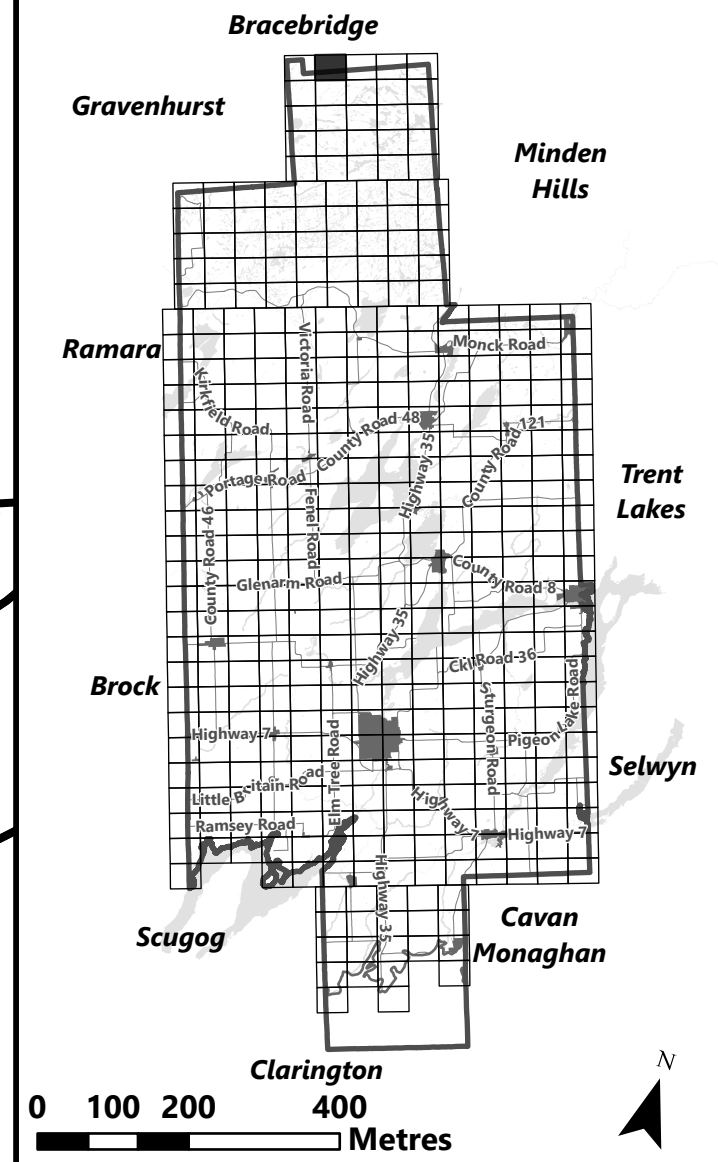 Bracebridge
Gravenhurst
Minden
Hills
Ramara
Monck Road
Victoria Road
Kirkfield Road
County Road 48
County Road 121
Highway 35
Portage Road
Trent
Lakes
Fenel Road
County Road 46
Glenarm Road
County Road 8
Highway 35
Ckl Road 36
Brock
Sturgeon Road
Pigeon Lake Road
Highway 7
Elm Tree Road
Selwyn
Little Britain Road
Ramsey Road
Highway 7
Highway 7
Highway 35
Scugog
Cavan
Monaghan
Clarington
N
0 100 200 400
Metres